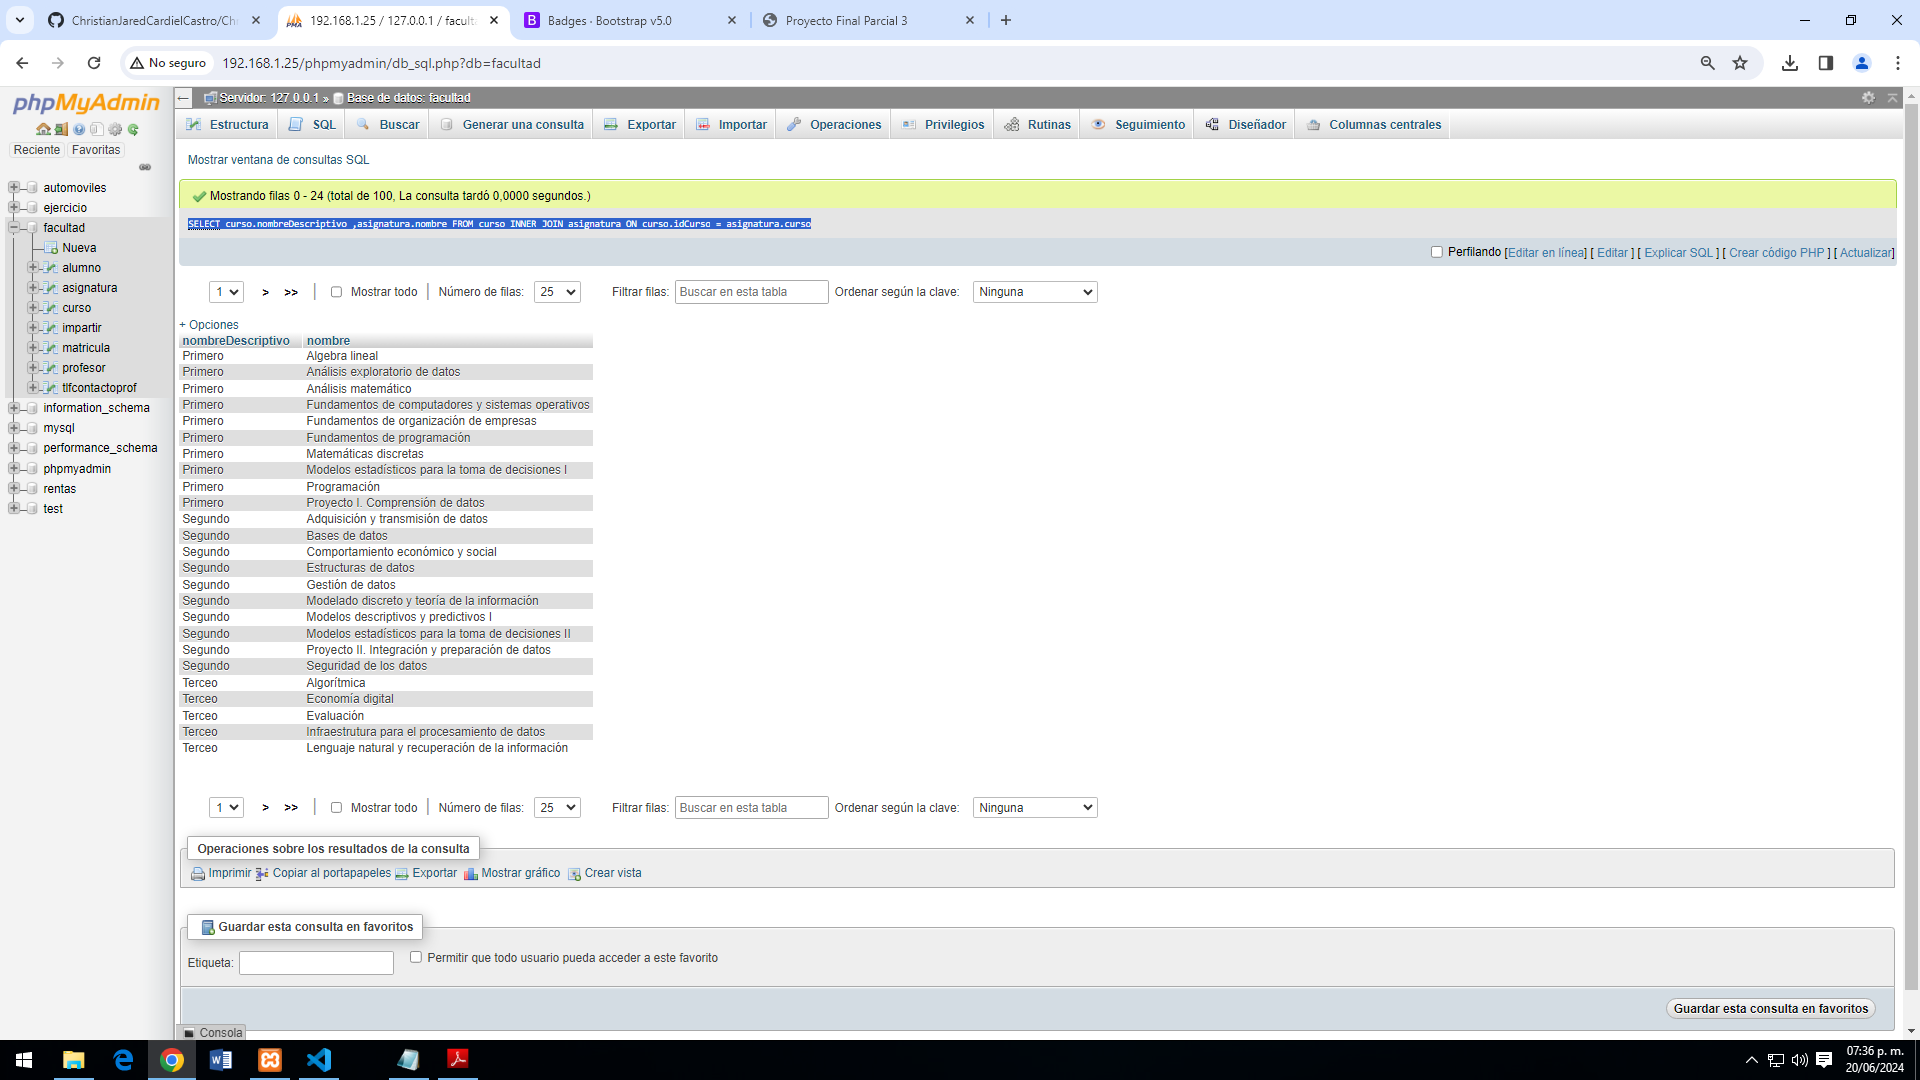 ChristianJaredCardielCastro/Ch
192.168.1.25 / 127.0.0.1 / faculta
Badges · Bootstrap v5.0
Proyecto Final Parcial 3
No seguro
192.168.1.25/phpmyadmin/db_sql.php?db=facultad
phpMyAdmin
Reciente
Favoritas
automoviles
ejercicio
facultad
Nueva
alumno
asignatura
curso
impartir
matricula
profesor
tlfcontactoprof
information_schema
mysql
performance_schema
phpmyadmin
rentas
test
Servidor: 127.0.0.1 » Base de datos: facultad
Estructura
SQL
Buscar
Generar una consulta
Exportar
Importar
Operaciones
Privilegios
Rutinas
Seguimiento
Diseñador
Columnas centrales
Mostrar ventana de consultas SQL
Mostrando filas 0 - 24 (total de 100, La consulta tardó 0,0000 segundos.)
SELECT curso.nombreDescriptivo ,asignatura.nombre FROM curso INNER JOIN asignatura ON curso.idCurso = asignatura.curso
Perfilando [Editar en línea] [ Editar ] [ Explicar SQL ] [ Crear código PHP ] [ Actualizar]
1 > >> Mostrar todo Número de filas: 25 Filtrar filas: Buscar en esta tabla Ordenar según la clave: Ninguna
+ Opciones
nombreDescriptivo nombre
Primero Algebra lineal
Primero Análisis exploratorio de datos
Primero Análisis matemático
Primero Fundamentos de computadores y sistemas operativos
Primero Fundamentos de organización de empresas
Primero Fundamentos de programación
Primero Matemáticas discretas
Primero Modelos estadísticos para la toma de decisiones I
Primero Programación
Primero Proyecto I. Comprensión de datos
Segundo Adquisición y transmisión de datos
Segundo Bases de datos
Segundo Comportamiento económico y social
Segundo Estructuras de datos
Segundo Gestión de datos
Segundo Modelado discreto y teoría de la información
Segundo Modelos descriptivos y predictivos I
Segundo Modelos estadísticos para la toma de decisiones II
Segundo Proyecto II. Integración y preparación de datos
Segundo Seguridad de los datos
Terceo Algorítmica
Terceo Economía digital
Terceo Evaluación
Terceo Infraestrutura para el procesamiento de datos
Terceo Lenguaje natural y recuperación de la información
1 > >> Mostrar todo Número de filas: 25 Filtrar filas: Buscar en esta tabla Ordenar según la clave: Ninguna
Operaciones sobre los resultados de la consulta
Imprimir Copiar al portapapeles Exportar Mostrar gráfico Crear vista
Guardar esta consulta en favoritos
Etiqueta: Permitir que todo usuario pueda acceder a este favorito
Guardar esta consulta en favoritos
Consola
07:36 p. m.
20/06/2024